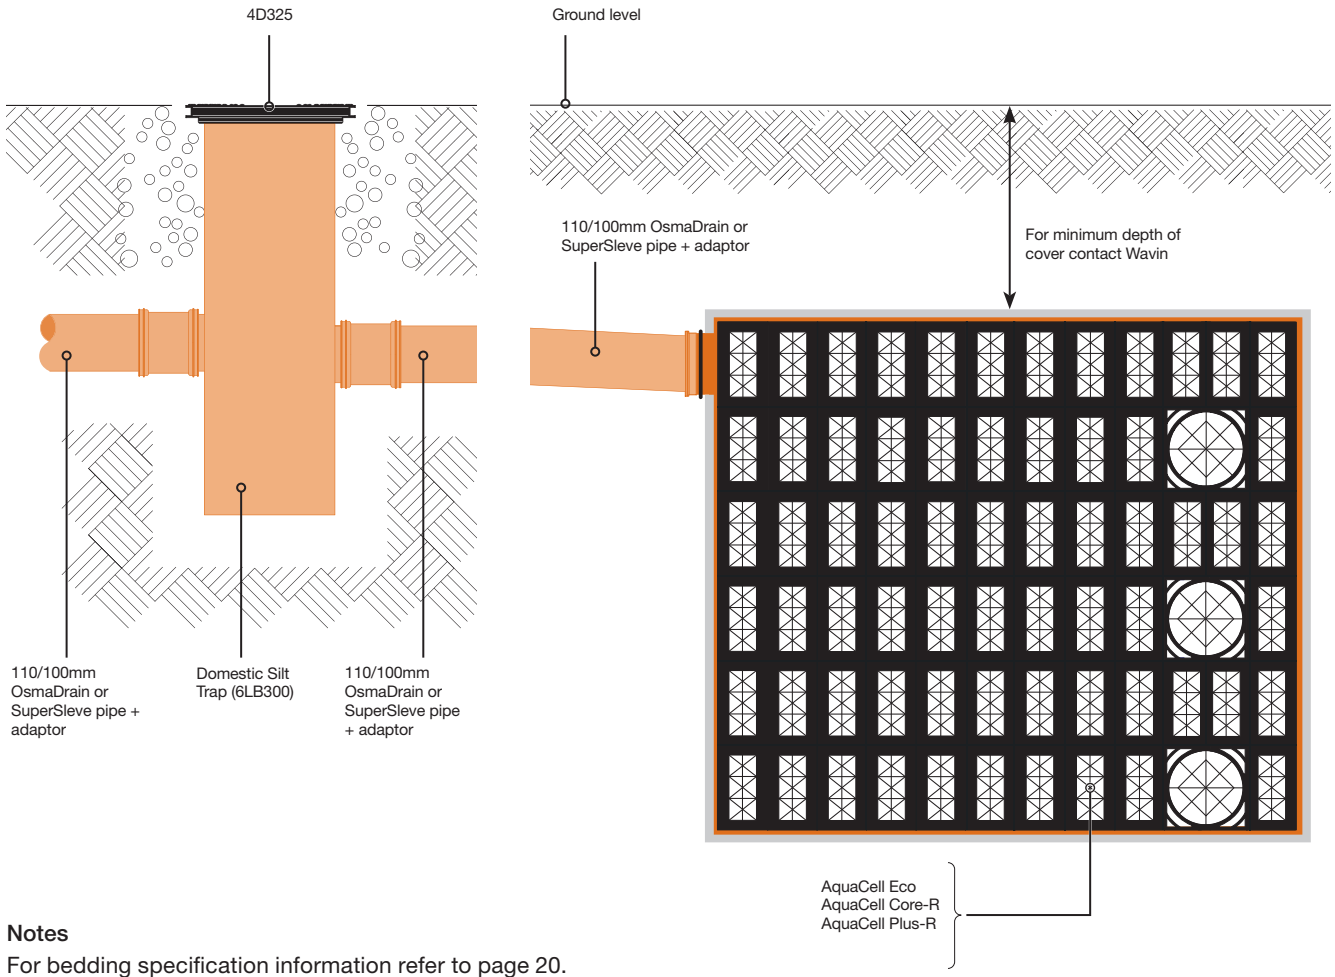 4D325
Ground level
110/100mm OsmaDrain or
SuperSleve pipe + adaptor
For minimum depth of
cover contact Wavin
110/100mm
OsmaDrain or
SuperSleve pipe +
adaptor
Domestic Silt
Trap (6LB300)
110/100mm
OsmaDrain or
SuperSleve pipe
+ adaptor
AquaCell Eco
AquaCell Core-R
AquaCell Plus-R
Notes
For bedding specification information refer to page 20.